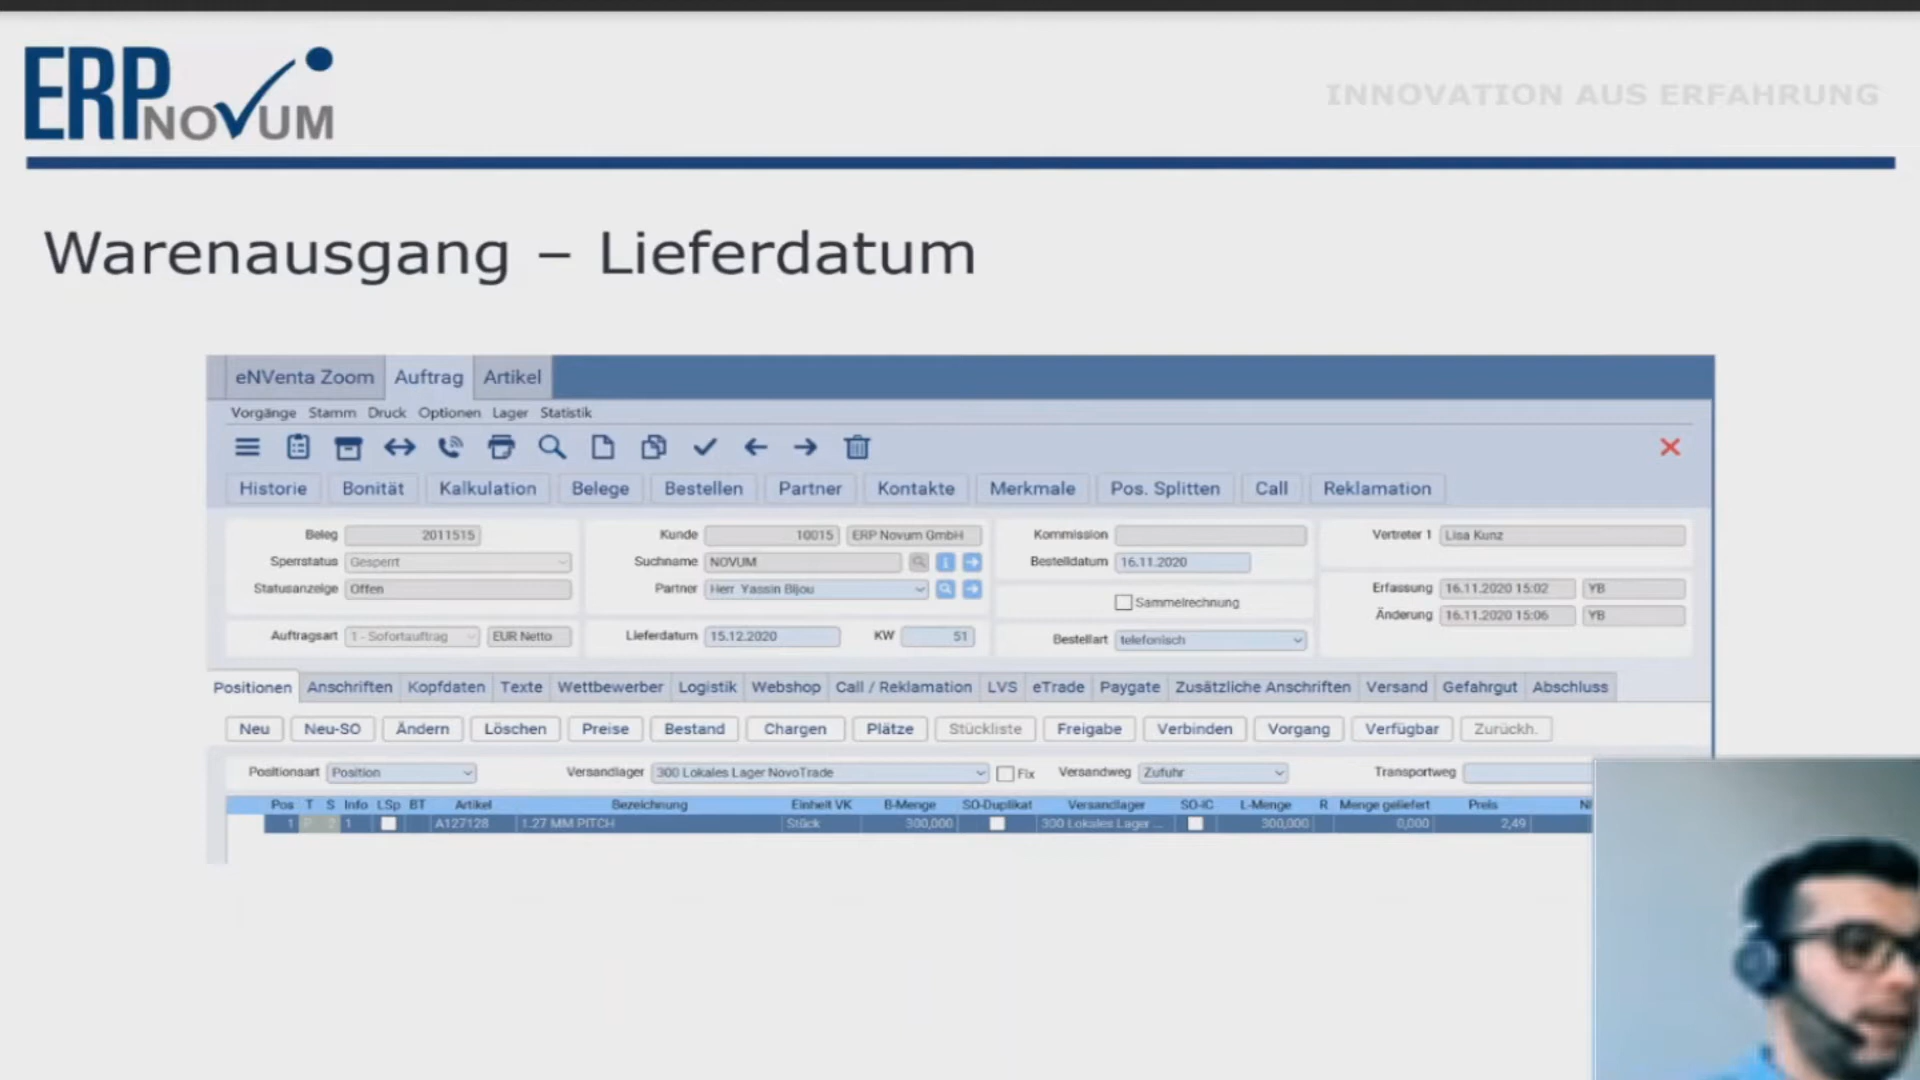 ERP NOVUM
INNOVATION AUS ERFAHRUNG
Warenausgang – Lieferdatum
eNVenta Zoom Auftrag Artikel
Vorgänge Stamm Druck Optionen Lager Statistik
Historie Bonität Kalkulation Belege Bestellen Partner Kontakte Merkmale Pos. Splitten Call Reklamation
Beleg 2011515 Kunde 10015 ERP Novum GmbH Kommission Vertreter 1 Lisa Kunz
Sperrstatus Gesperrt Suchname NOVUM Bestelldatum 16.11.2020
Statusanzeige Offen Partner Herr Yassin Bijou Erfassung 16.11.2020 15:02 YB
Sammelrechnung
Änderung 16.11.2020 15:06 YB
Auftragsart 1 - Sofortauftrag EUR Netto Lieferdatum 15.12.2020 KW 51 Bestellart telefonisch
Positionen Anschriften Kopfdaten Texte Wettbewerber Logistik Webshop Call / Reklamation LVS eTrade Paygate Zusätzliche Anschriften Versand Gefahrgut Abschluss
Neu Neu-SO Ändern Löschen Preise Bestand Chargen Plätze Stückliste Freigabe Verbinden Vorgang Verfügbar Zurückh.
Positionsart Position Versandlager 300 Lokales Lager NovoTrade Fix Versandweg Zufuhr Transportweg
Pos T S Info LSp BT Artikel Bezeichnung Einheit VK B-Menge SO-Duplikat Versandlager SO-IC L-Menge R Menge geliefert Preis
1 P 2 1 A127128 1.27 MM PITCH Stück 300,000 300 Lokales Lager ... 300,000 0,000 2,49